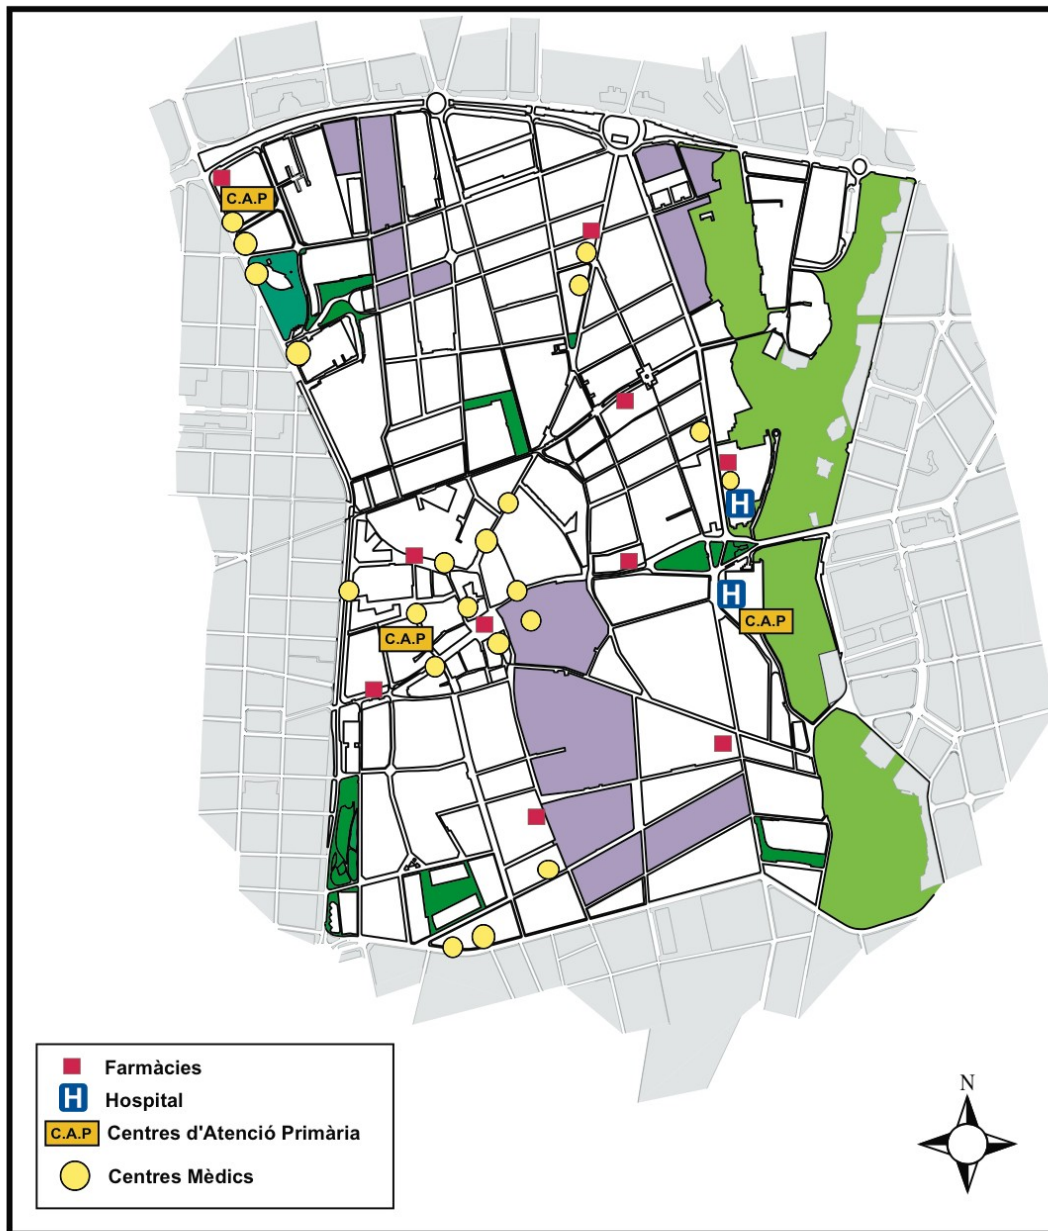 C.A.P
H
H
C.A.P
C.A.P
Farmàcies
H Hospital
C.A.P Centres d'Atenció Primària
Centres Mèdics
N